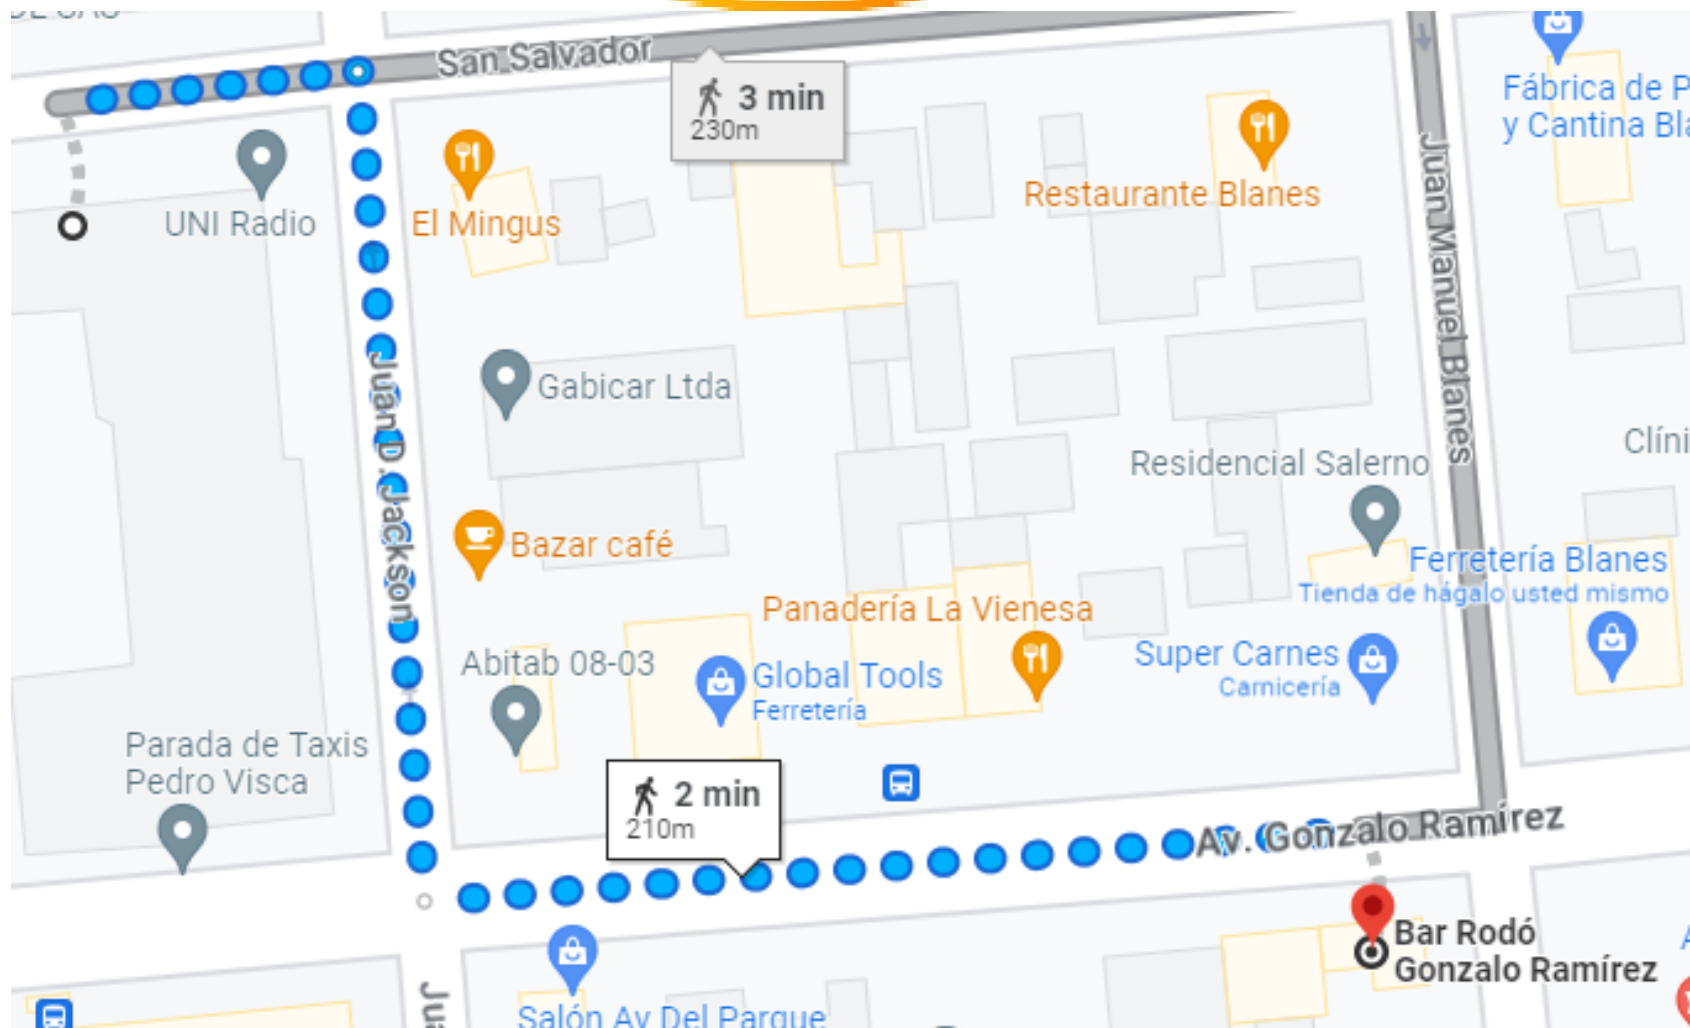 San Salvador
3 min
230m
Fábrica de P
y Cantina Bla
Restaurante Blanes
UNI Radio
El Mingus
Juan Manuel Blanes
Gabicar Ltda
Juan D. Jackson
Clíni
Residencial Salerno
Bazar café
Ferretería Blanes
Tienda de hágalo usted mismo
Panadería La Vienesa
Abitab 08-03
Global Tools
Ferretería
Super Carnes
Carnicería
Parada de Taxis
Pedro Visca
2 min
210m
Av. Gonzalo Ramírez
Bar Rodó
Gonzalo Ramírez
Salón Av Del Parque
Jua